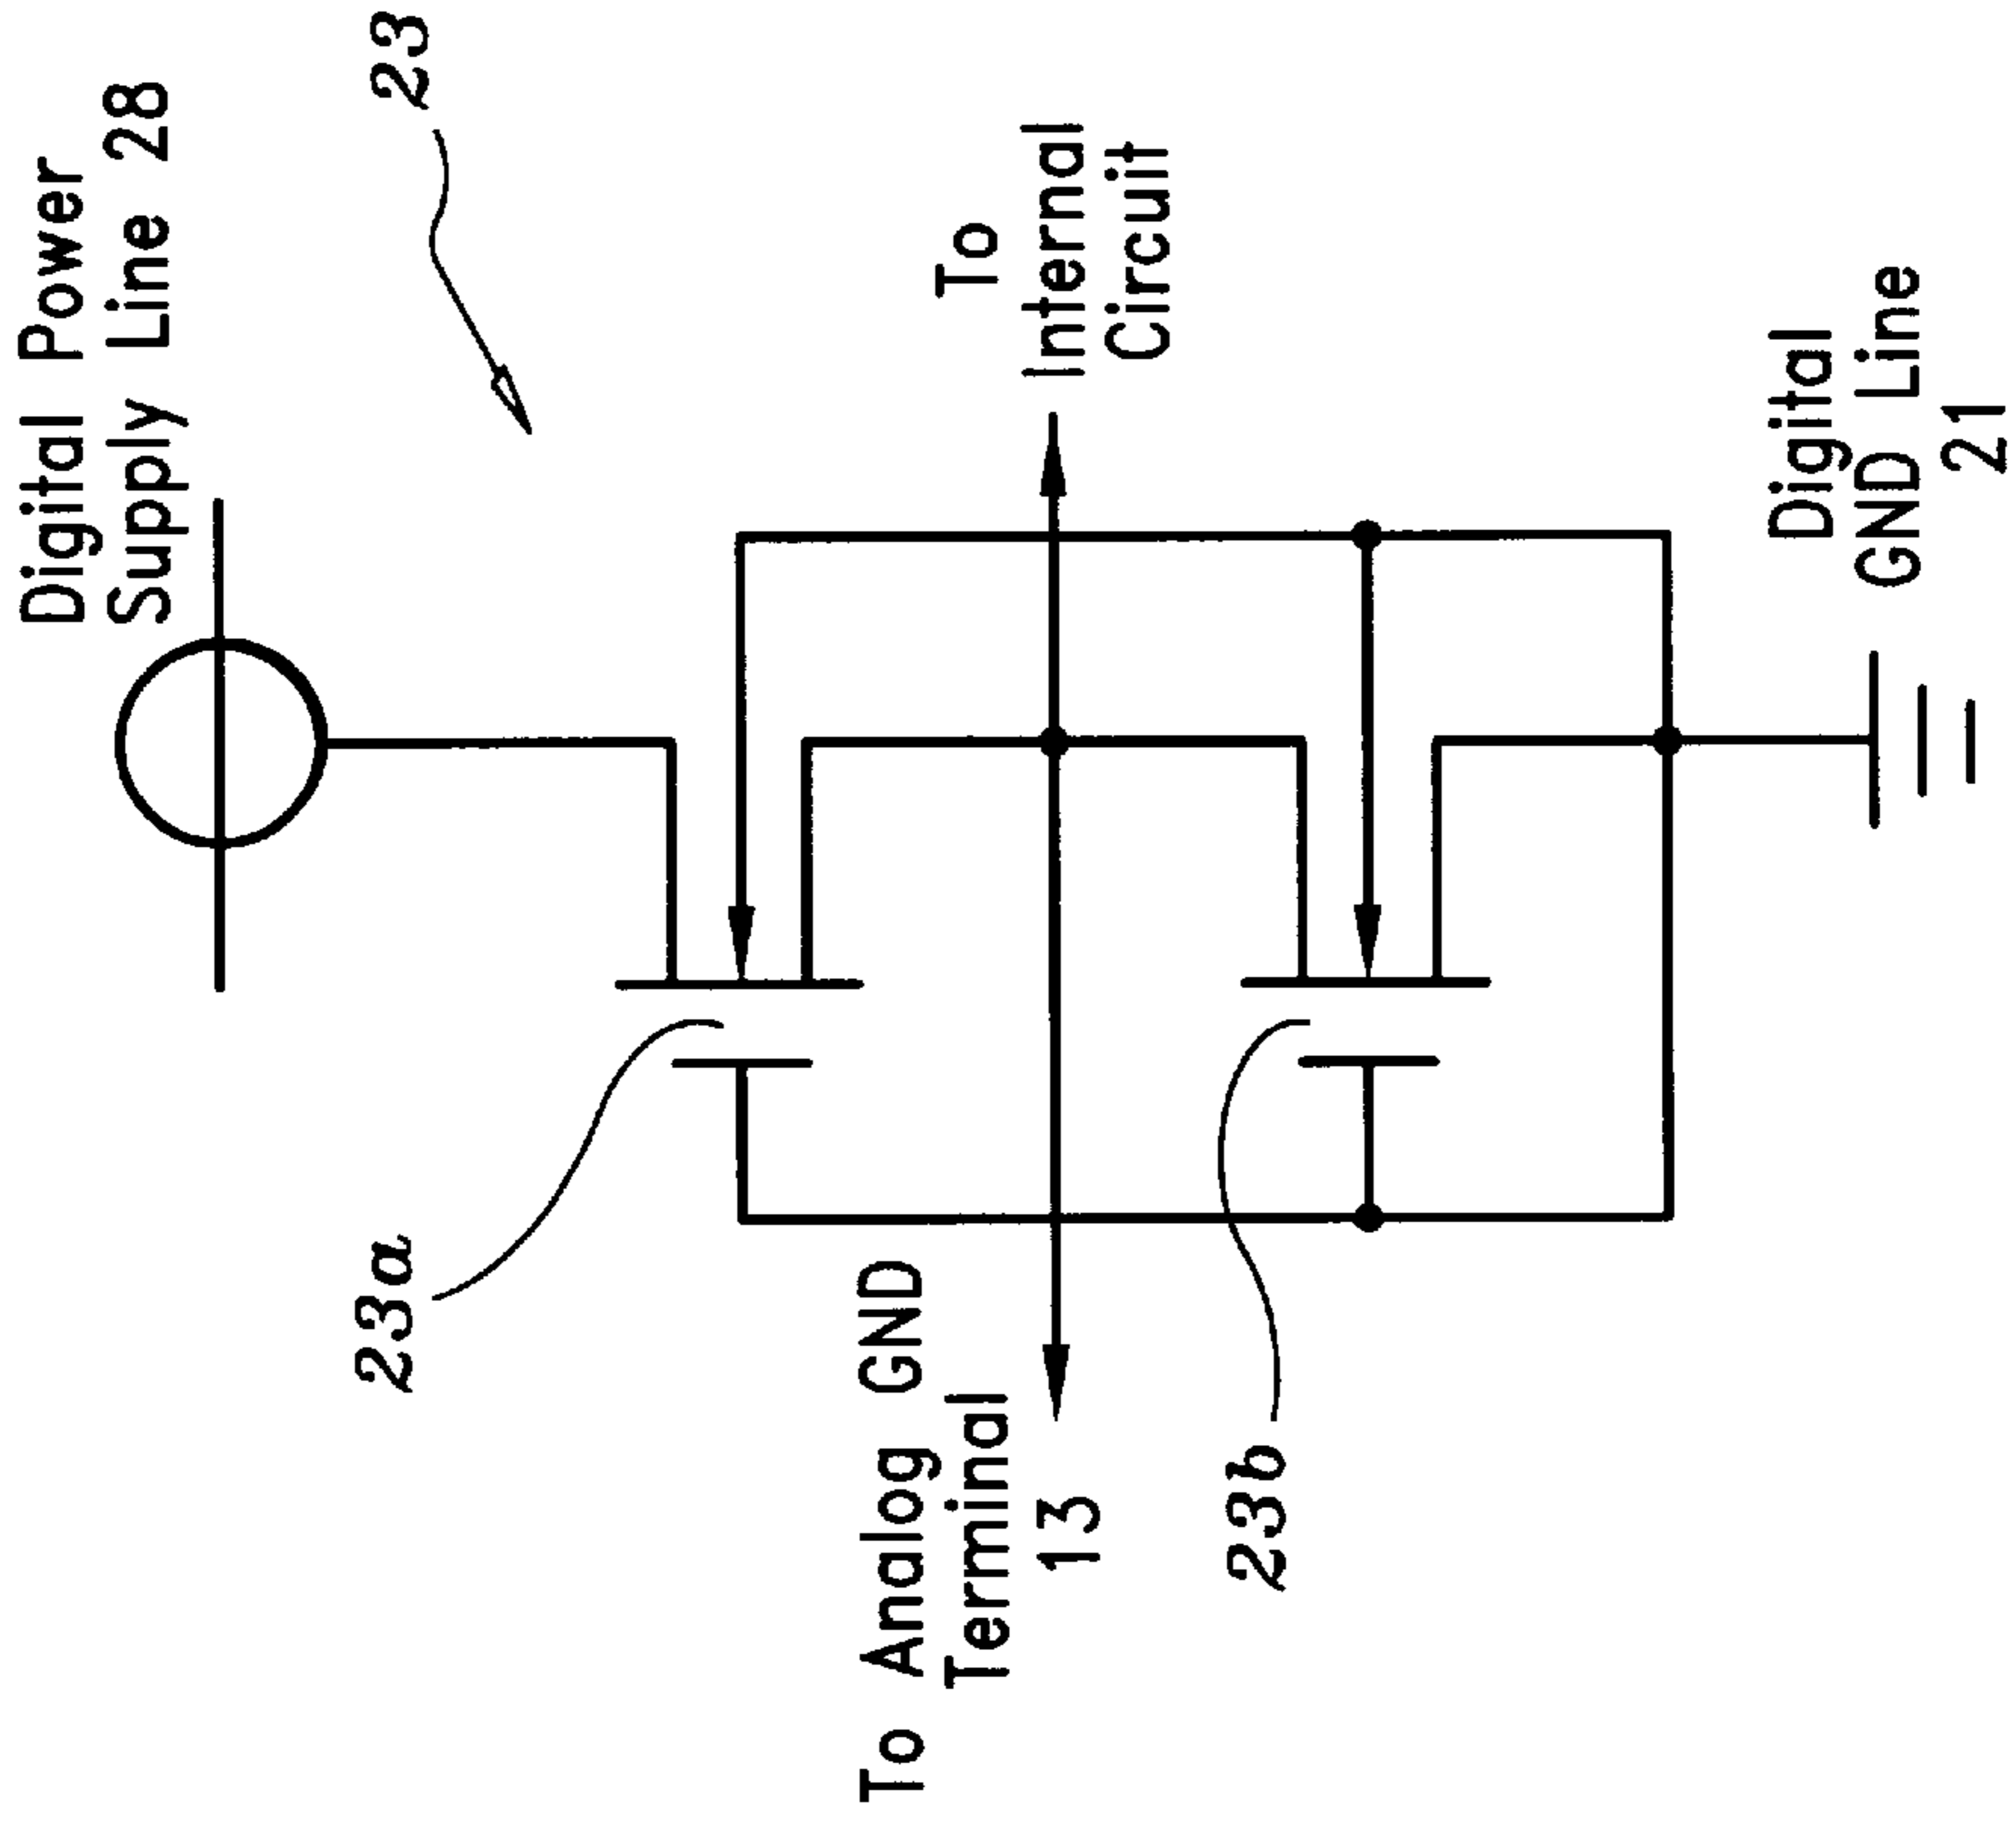 Digital Power
Supply Line 28
23
To
Internal
Circuit
23a
To Analog GND
Terminal
13
23b
Digital
GND Line
21